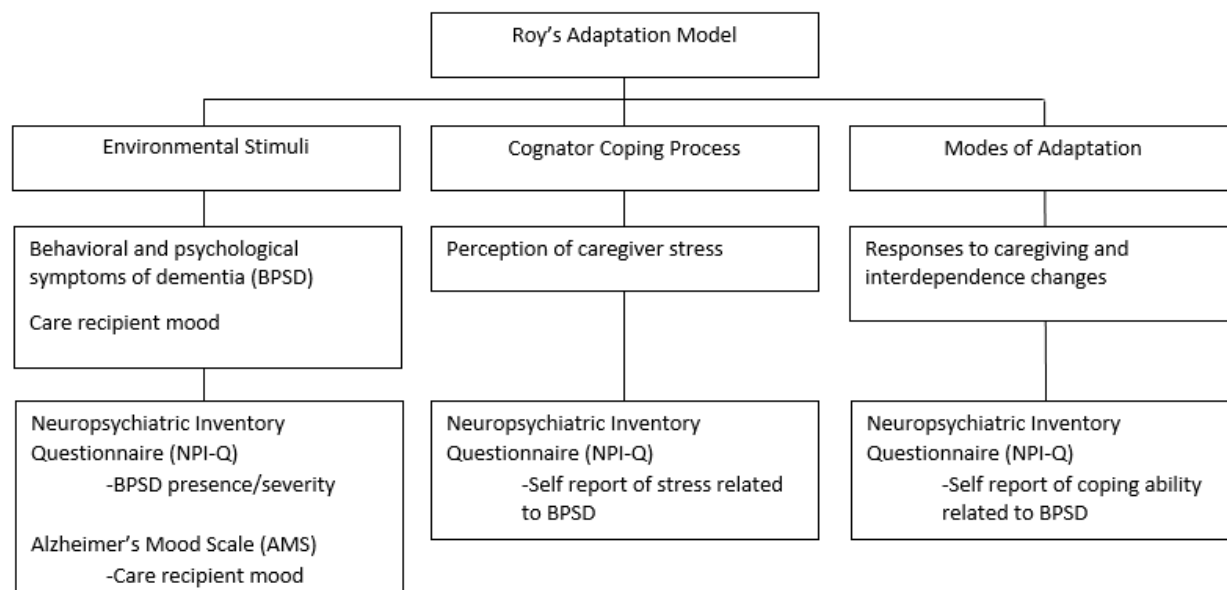 Roy’s Adaptation Model
Environmental Stimuli
Cognator Coping Process
Modes of Adaptation
Behavioral and psychological
symptoms of dementia (BPSD)
Care recipient mood
Perception of caregiver stress
Responses to caregiving and
interdependence changes
Neuropsychiatric Inventory
Questionnaire (NPI-Q)
-BPSD presence/severity
Alzheimer’s Mood Scale (AMS)
-Care recipient mood
Neuropsychiatric Inventory
Questionnaire (NPI-Q)
-Self report of stress related
to BPSD
Neuropsychiatric Inventory
Questionnaire (NPI-Q)
-Self report of coping ability
related to BPSD